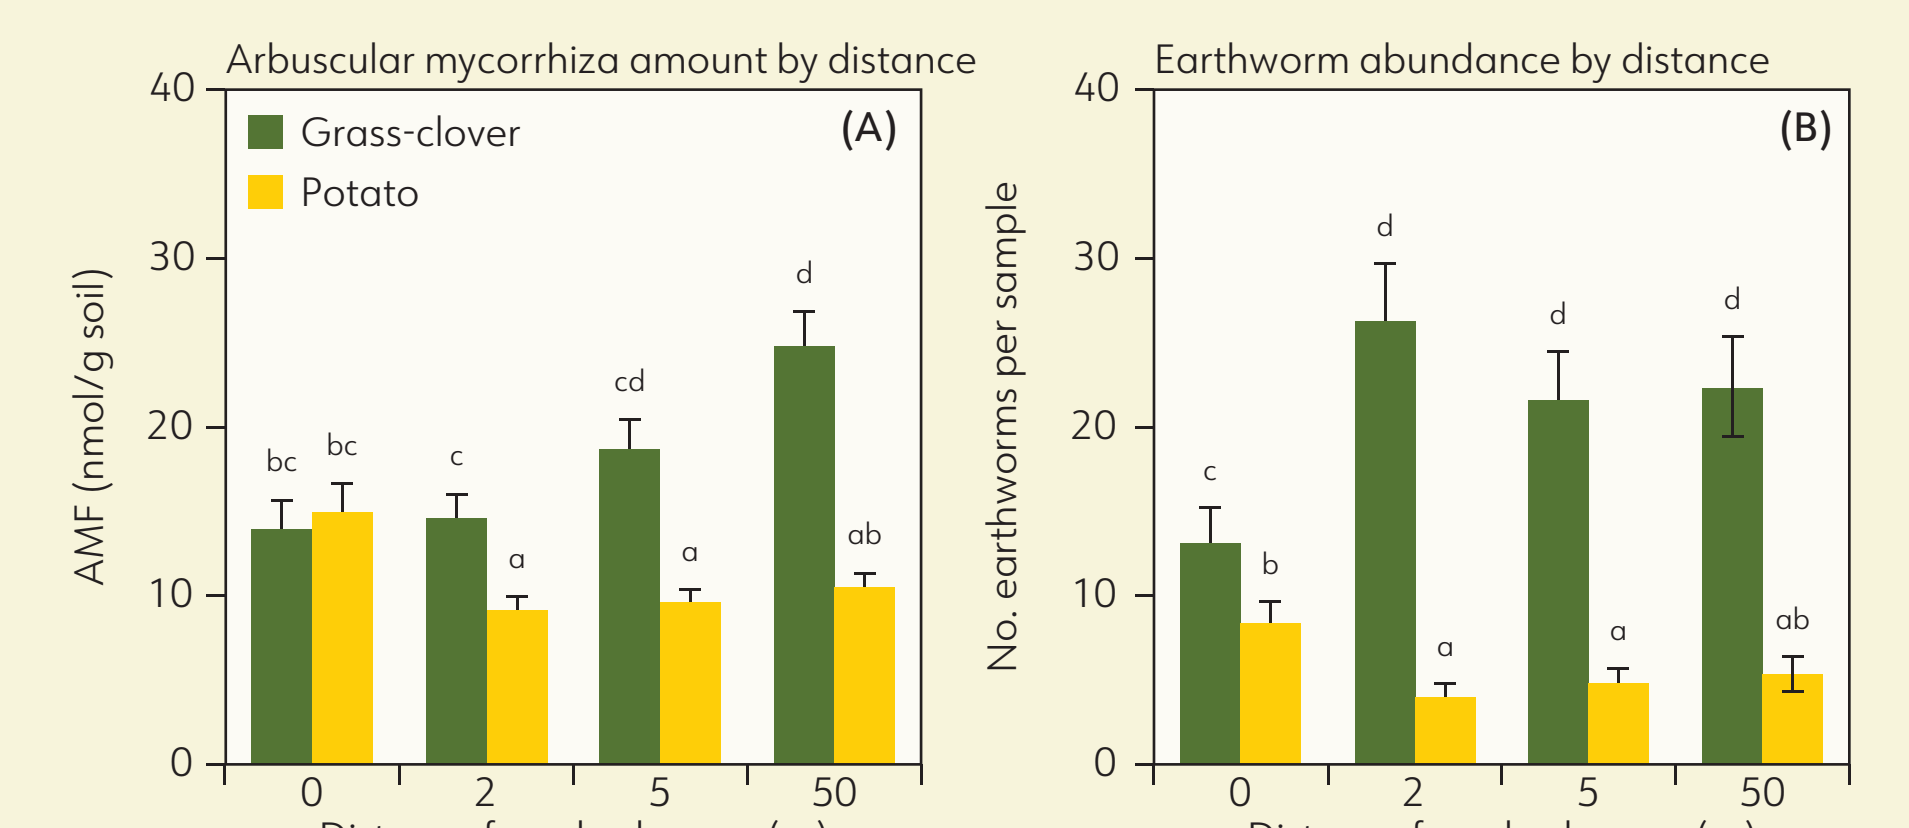 Arbuscular mycorrhiza amount by distance
(A)
Grass-clover
Potato
AMF (nmol/g soil)
40
30
20
10
0
bc
bc
c
a
cd
a
d
ab
0
2
5
50
Earthworm abundance by distance
(B)
No. earthworms per sample
40
30
20
10
0
c
b
d
a
d
a
d
ab
0
2
5
50